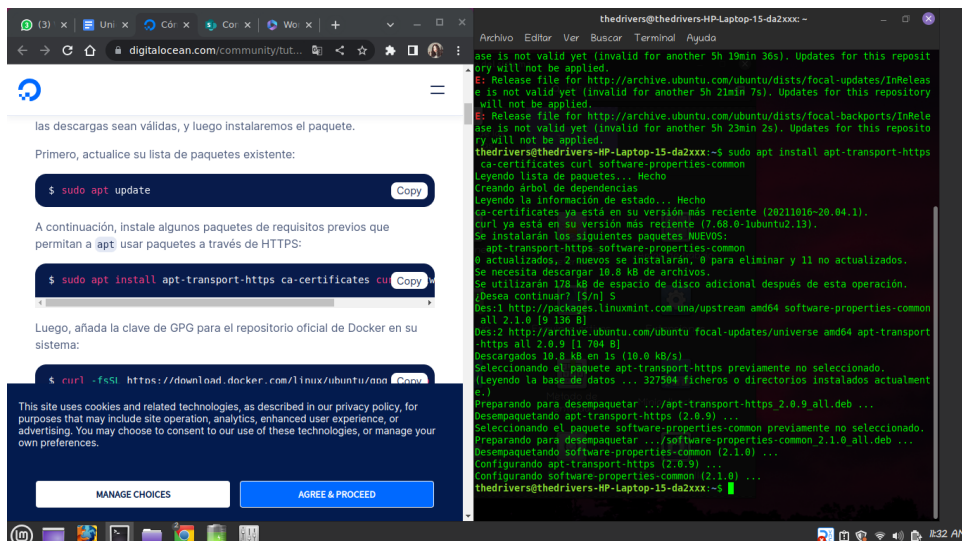 (3)
Uni
Cór
Cor
Wo
digitalocean.com/community/tut...
las descargas sean válidas, y luego instalaremos el paquete.
Primero, actualice su lista de paquetes existente:
$ sudo apt update
Copy
A continuación, instale algunos paquetes de requisitos previos que
permitan a apt usar paquetes a través de HTTPS:
$ sudo apt install apt-transport-https ca-certificates cu
Copy
Luego, añada la clave de GPG para el repositorio oficial de Docker en su
sistema:
$ curl -fsSL https://download.docker.com/linux/ubuntu/gpg
Copy
This site uses cookies and related technologies, as described in our privacy policy, for
purposes that may include site operation, analytics, enhanced user experience, or
advertising. You may choose to consent to our use of these technologies, or manage your
own preferences.
MANAGE CHOICES
AGREE & PROCEED
thedrivers@thedrivers-HP-Laptop-15-da2xxx: ~
Archivo Editar Ver Buscar Terminal Ayuda
ase is not valid yet (invalid for another 5h 19min 36s). Updates for this reposit
ory will not be applied.
E: Release file for http://archive.ubuntu.com/ubuntu/dists/focal-updates/InReleas
e is not valid yet (invalid for another 5h 21min 7s). Updates for this repository
will not be applied.
E: Release file for http://archive.ubuntu.com/ubuntu/dists/focal-backports/InRele
ase is not valid yet (invalid for another 5h 23min 2s). Updates for this reposito
ry will not be applied.
thedrivers@thedrivers-HP-Laptop-15-da2xxx:~$ sudo apt install apt-transport-https
ca-certificates curl software-properties-common
Leyendo lista de paquetes... Hecho
Creando árbol de dependencias
Leyendo la información de estado... Hecho
ca-certificates ya está en su versión más reciente (20211016~20.04.1).
curl ya está en su versión más reciente (7.68.0-1ubuntu2.13).
Se instalarán los siguientes paquetes NUEVOS:
apt-transport-https software-properties-common
0 actualizados, 2 nuevos se instalarán, 0 para eliminar y 11 no actualizados.
Se necesita descargar 10.8 kB de archivos.
Se utilizarán 178 kB de espacio de disco adicional después de esta operación.
¿Desea continuar? [S/n] S
Des:1 http://packages.linuxmint.com una/upstream amd64 software-properties-common
all 2.1.0 [9 136 B]
Des:2 http://archive.ubuntu.com/ubuntu focal-updates/universe amd64 apt-transport
-https all 2.0.9 [1 704 B]
Descargados 10.8 kB en 1s (10.0 kB/s)
Seleccionando el paquete apt-transport-https previamente no seleccionado.
(Leyendo la base de datos ... 327504 ficheros o directorios instalados actualment
e.)
Preparando para desempaquetar .../apt-transport-https_2.0.9_all.deb ...
Desempaquetando apt-transport-https (2.0.9) ...
Seleccionando el paquete software-properties-common previamente no seleccionado.
Preparando para desempaquetar .../software-properties-common_2.1.0_all.deb ...
Desempaquetando software-properties-common (2.1.0) ...
Configurando apt-transport-https (2.0.9) ...
Configurando software-properties-common (2.1.0) ...
thedrivers@thedrivers-HP-Laptop-15-da2xxx:~$
2
11:32 AM